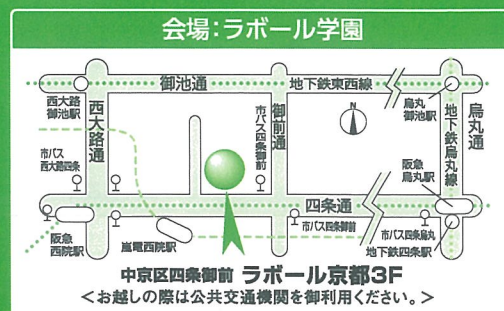 会場:ラボール学園
御池通
地下鉄東西線
西大路
御池駅
西大路通
市バス四条御前
御前通
N
烏丸
御池駅
地下鉄烏丸線
烏丸通
市バス
西大路四条
阪急
烏丸駅
四条通
阪急
西院駅
嵐電西院駅
市バス四条御前
市バス四条烏丸
地下鉄四条駅
中京区四条御前 ラボール京都3F
<お越しの際は公共交通機関を御利用ください。>